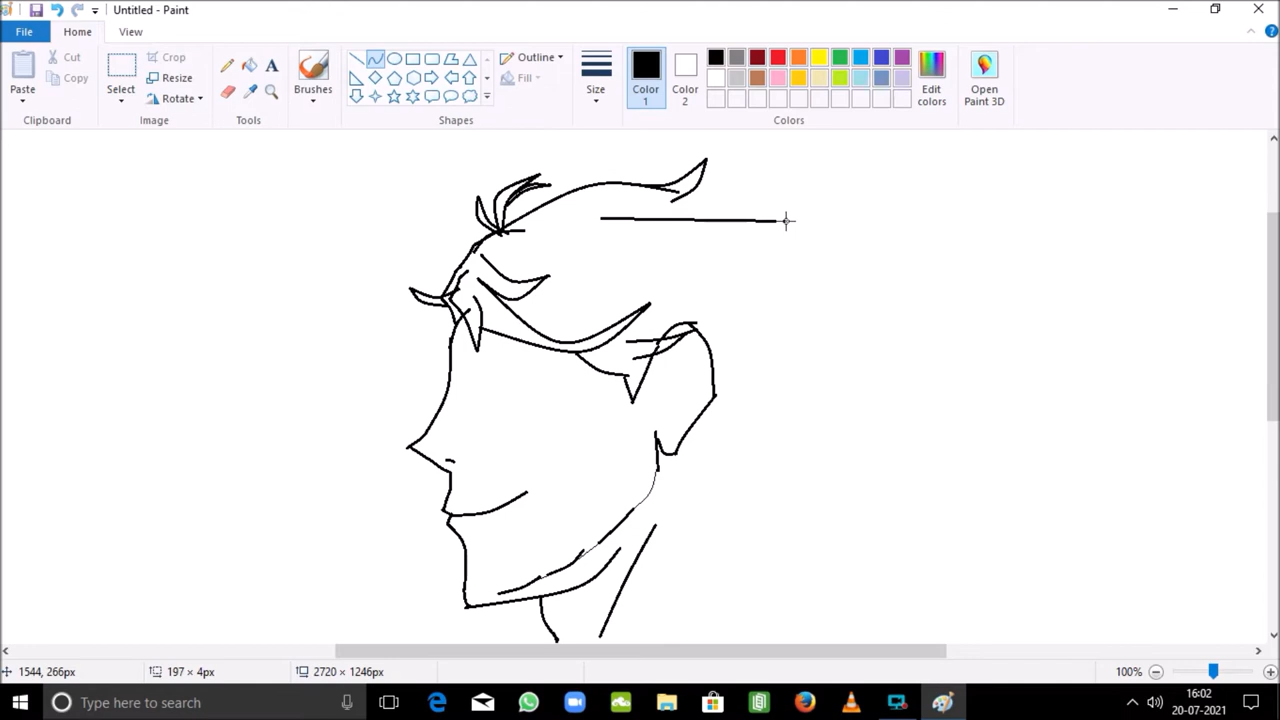 Untitled - Paint
File Home View
Paste
Cut
Copy
Clipboard
Select
Crop
Resize
Rotate
Image
A
Tools
Brushes
Outline
Fill
Shapes
Size
Color 1
Color 2
Edit colors
Colors
Open Paint 3D
1544, 266px
197 × 4px
2720 × 1246px
100%
Type here to search
16:02
20-07-2021